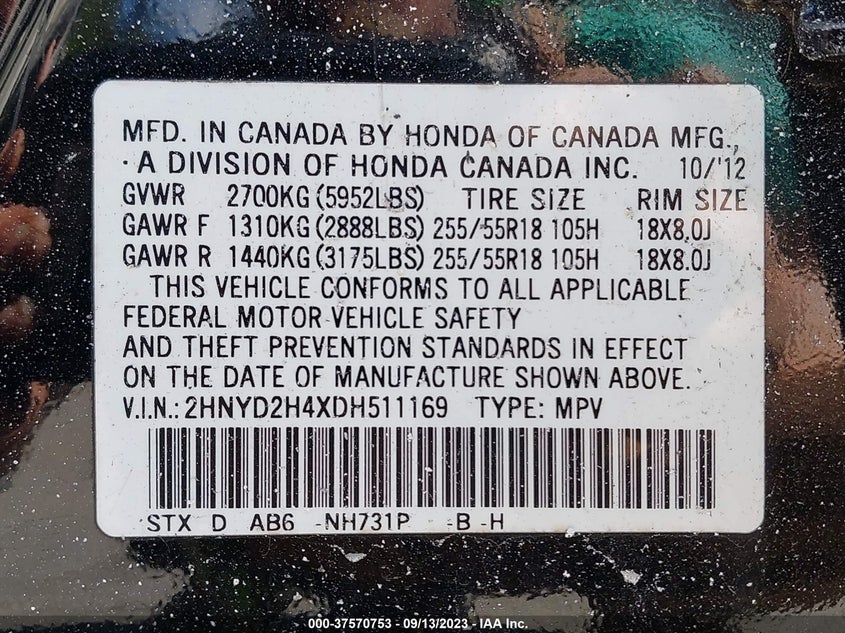 MFD. IN CANADA BY HONDA OF CANADA MFG.,
A DIVISION OF HONDA CANADA INC. 10/'12
GVWR 2700KG (5952LBS) TIRE SIZE RIM SIZE
GAWR F 1310KG (2888LBS) 255/55R18 105H 18X8.0J
GAWR R 1440KG (3175LBS) 255/55R18 105H 18X8.0J
THIS VEHICLE CONFORMS TO ALL APPLICABLE
FEDERAL MOTOR VEHICLE SAFETY
AND THEFT PREVENTION STANDARDS IN EFFECT
ON THE DATE OF MANUFACTURE SHOWN ABOVE.
V.I.N.: 2HNYD2H4XDH511169 TYPE: MPV
STX D AB6 -NH731P -B -H
000-37570753 - 09/13/2023 - IAA Inc.